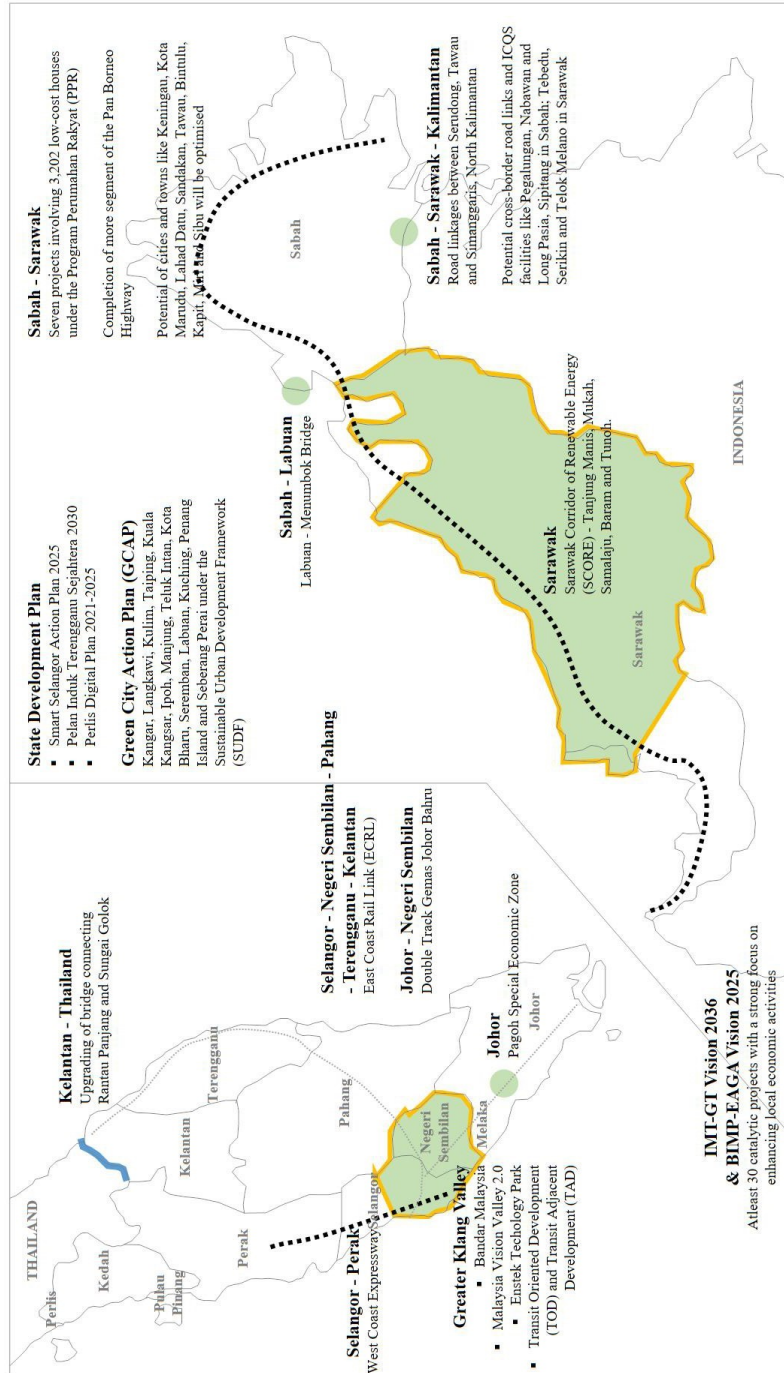 THAILAND
Perlis
Kedah
Pulau
Pinang
Perak
Kelantan
Terengganu
Pahang
Selangor
Negeri
Sembilan
Melaka
Johor
Kelantan - Thailand
Upgrading of bridge connecting
Rantau Panjang and Sungai Golok
Selangor - Perak
West Coast Expressway
Greater Klang Valley
▪ Bandar Malaysia
▪ Malaysia Vision Valley 2.0
▪ Enstek Techology Park
▪ Transit Oriented Development
(TOD) and Transit Adjacent
Development (TAD)
Selangor - Negeri Sembilan - Pahang
- Terengganu - Kelantan
East Coast Rail Link (ECRL)
Johor - Negeri Sembilan
Double Track Gemas Johor Bahru
Johor
Pagoh Special Economic Zone
IMT-GT Vision 2036
& BIMP-EAGA Vision 2025
Atleast 30 catalytic projects with a strong focus on
enhancing local economic activities
State Development Plan
▪ Smart Selangor Action Plan 2025
▪ Pelan Induk Terengganu Sejahtera 2030
▪ Perlis Digital Plan 2021-2025
Green City Action Plan (GCAP)
Kangar, Langkawi, Kulim, Taiping, Kuala
Kangsar, Ipoh, Manjung, Teluk Intan, Kota
Bharu, Seremban, Labuan, Kuching, Penang
Island and Seberang Perai under the
Sustainable Urban Development Framework
(SUDF)
Sabah - Labuan
Labuan - Menumbok Bridge
Sarawak
Sarawak Corridor of Renewable Energy
(SCORE) - Tanjung Manis, Mukah,
Samalaju, Baram and Tunoh.
Sarawak
INDONESIA
Sabah - Sarawak
Seven projects involving 3,202 low-cost houses
under the Program Perumahan Rakyat (PPR)
Completion of more segment of the Pan Borneo
Highway
Potential of cities and towns like Keningau, Kota
Marudu, Lahad Datu, Sandakan, Tawau, Bintulu,
Kapit, Miri and Sibu will be optimised
Sabah
Sabah - Sarawak - Kalimantan
Road linkages between Serudong, Tawau
and Simanggaris, North Kalimantan
Potential cross-border road links and ICQS
facilities like Pegalungan, Nabawan and
Long Pasia, Sipitang in Sabah; Tebedu,
Serikin and Telok Melano in Sarawak